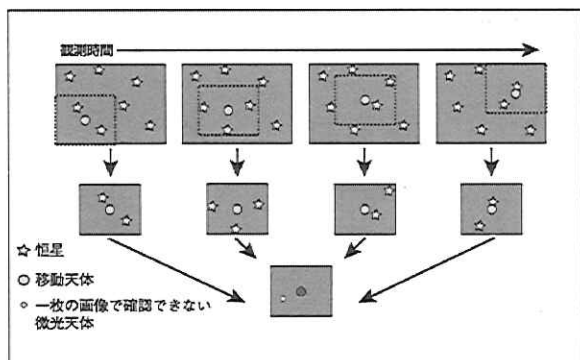 観測時間
恒星
移動天体
一枚の画像で確認できない
微光天体